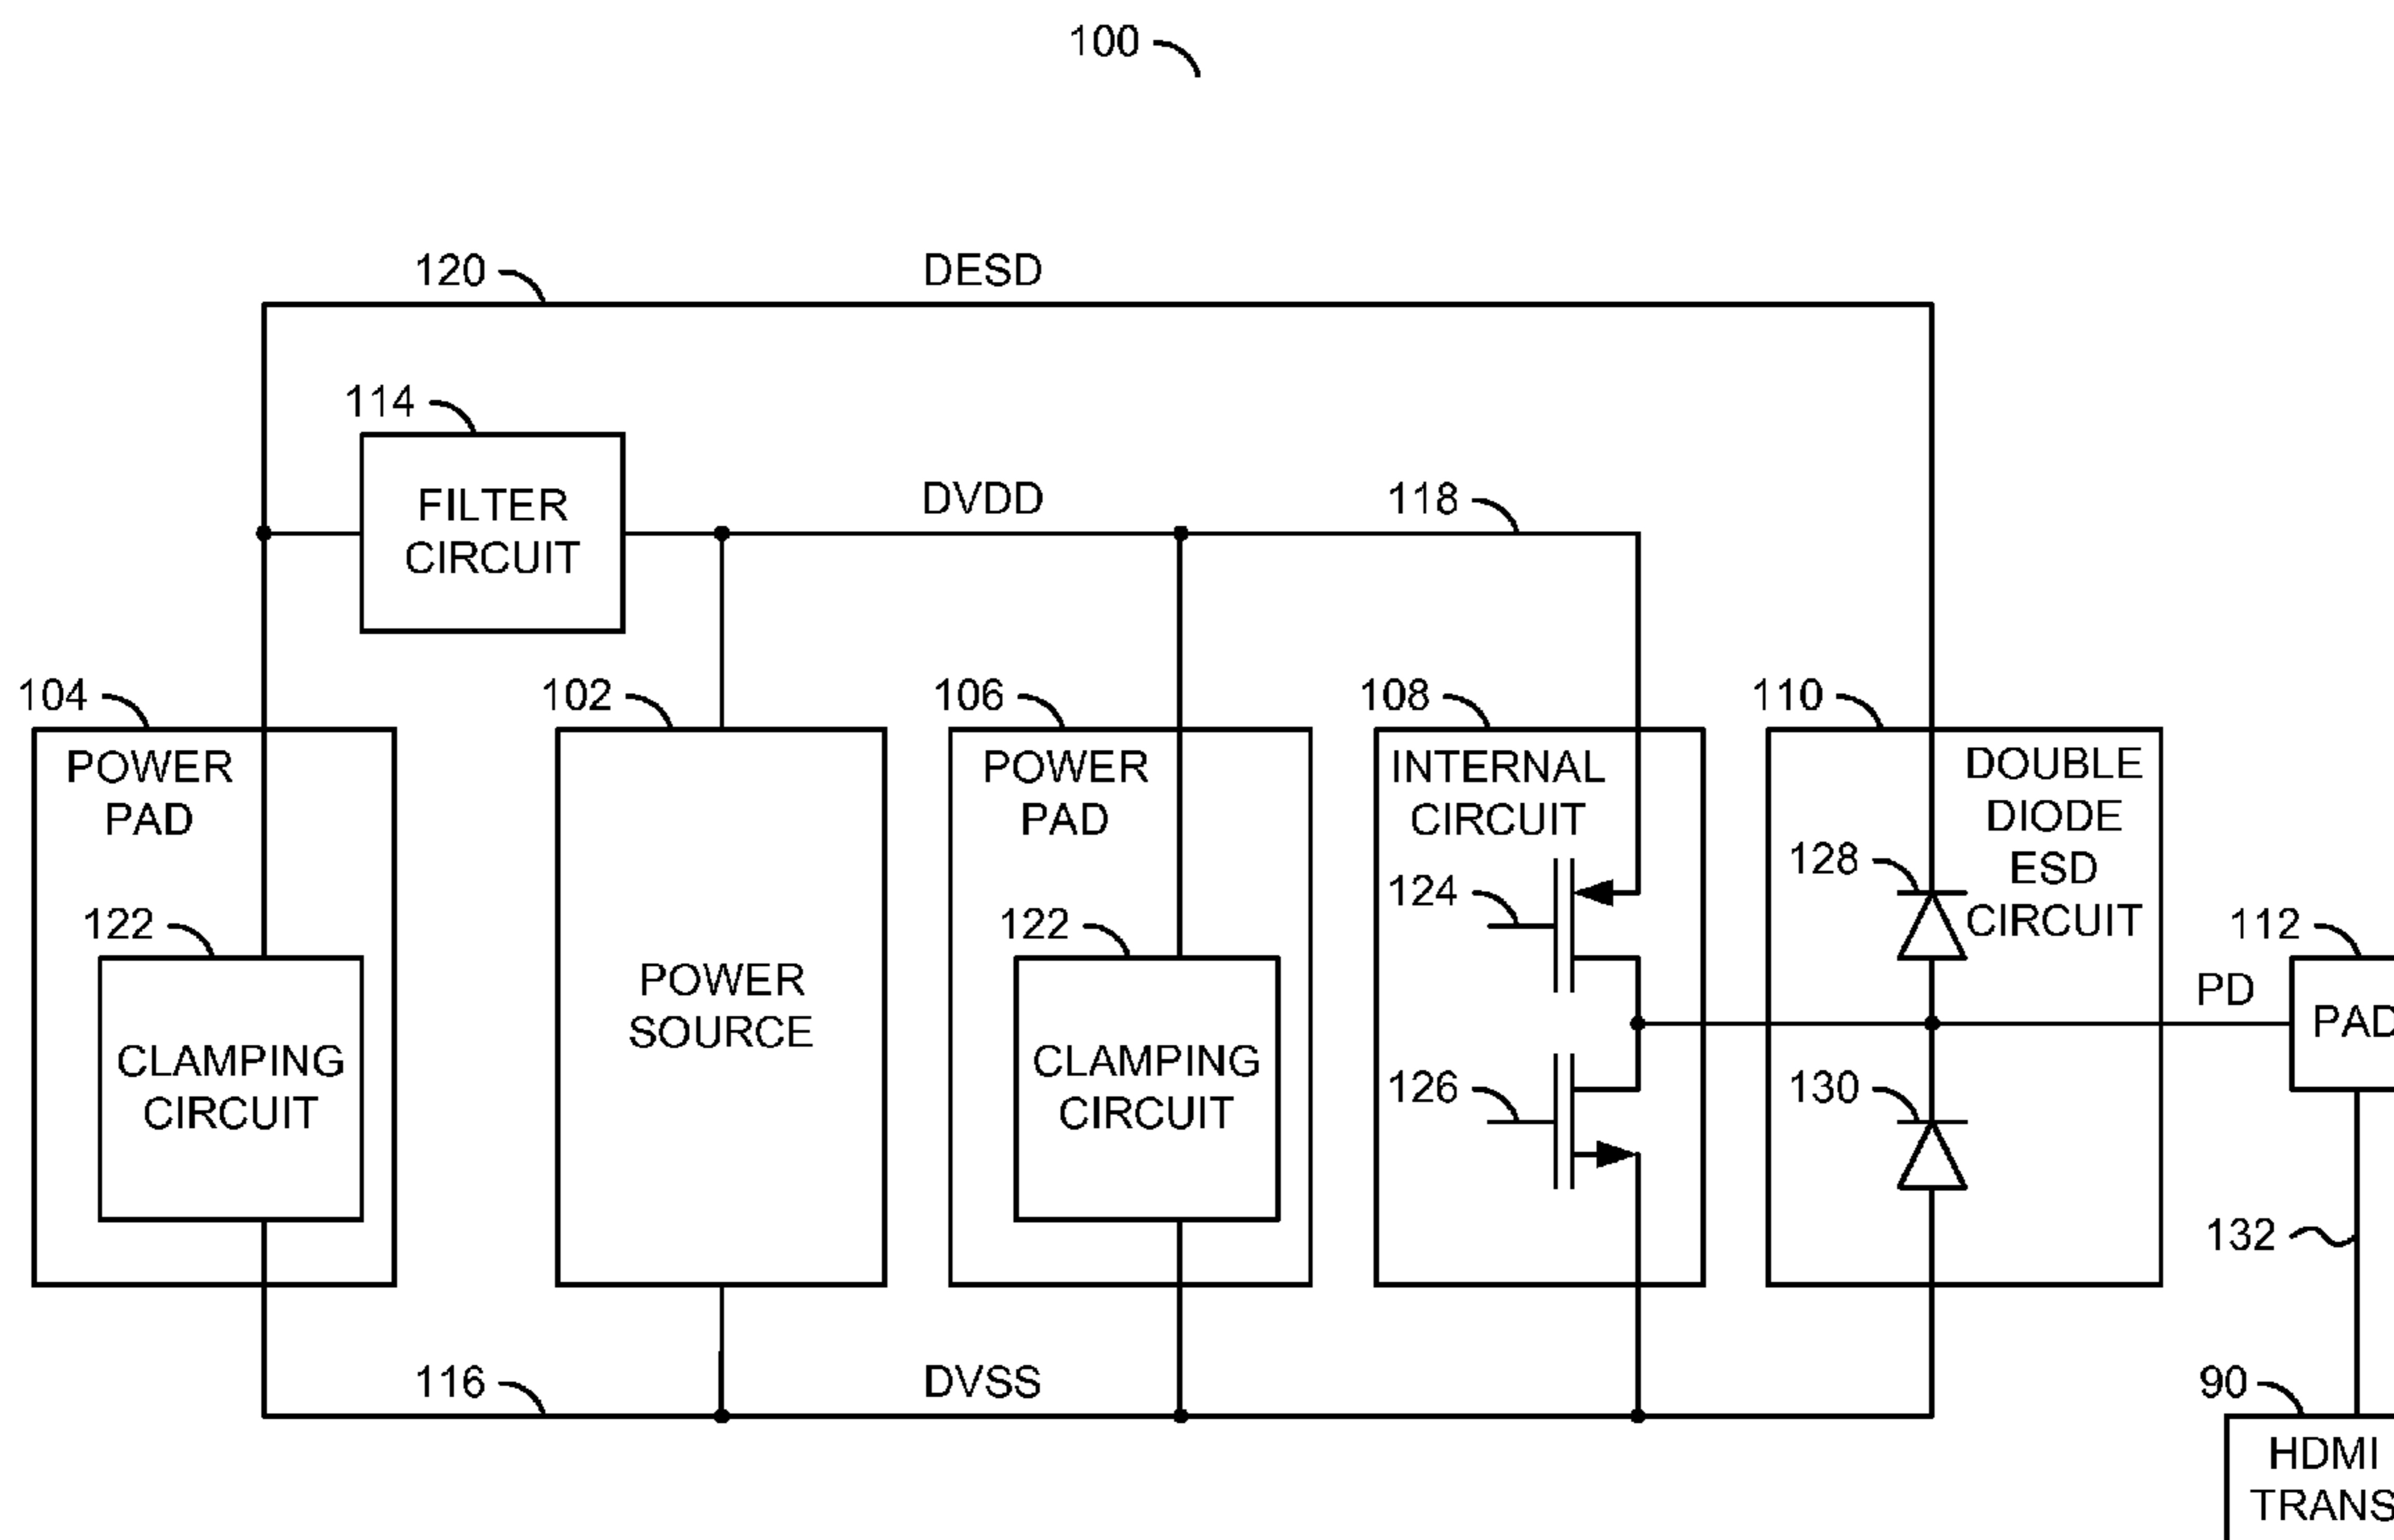 100
120
DESD
114
FILTER
CIRCUIT
DVDD
118
104
102
106
108
110
POWER
PAD
POWER
PAD
INTERNAL
CIRCUIT
DOUBLE
DIODE
ESD
CIRCUIT
128
124
122
122
112
POWER
SOURCE
PD
PAD
CLAMPING
CIRCUIT
CLAMPING
CIRCUIT
126
130
132
116
DVSS
90
HDMI
TRANS